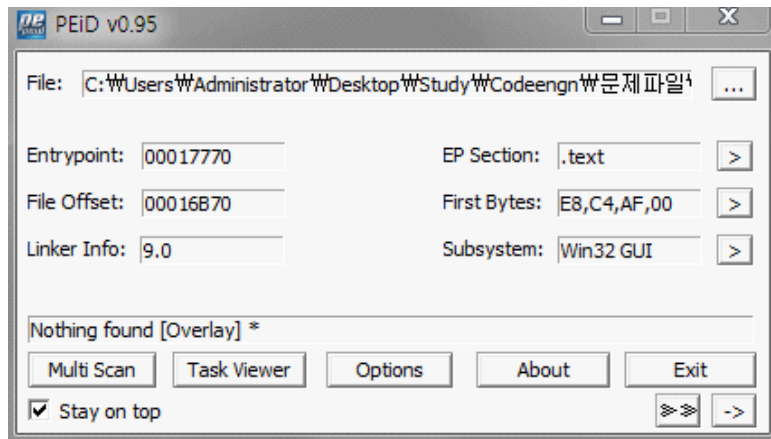 PEiD v0.95
File: C:₩Users₩Administrator₩Desktop₩Study₩Codeengn₩문제파일₩ ...
Entrypoint: 00017770 EP Section: .text >
File Offset: 00016B70 First Bytes: E8,C4,AF,00 >
Linker Info: 9.0 Subsystem: Win32 GUI >
Nothing found [Overlay] *
Multi Scan Task Viewer Options About Exit
Stay on top ->